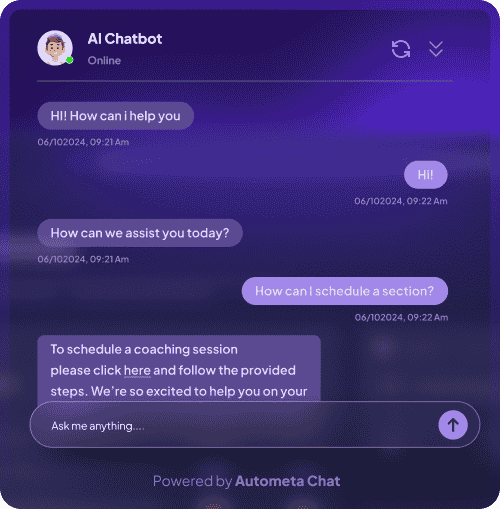 AI Chatbot
Online
HI! How can i help you
06/102024, 09:21 Am
Hi!
06/102024, 09:22 Am
How can we assist you today?
06/102024, 09:21 Am
How can I schedule a section?
06/102024, 09:22 Am
To schedule a coaching session
please click here and follow the provided
steps. We're so excited to help you on your
Ask me anything....
Powered by Autometa Chat